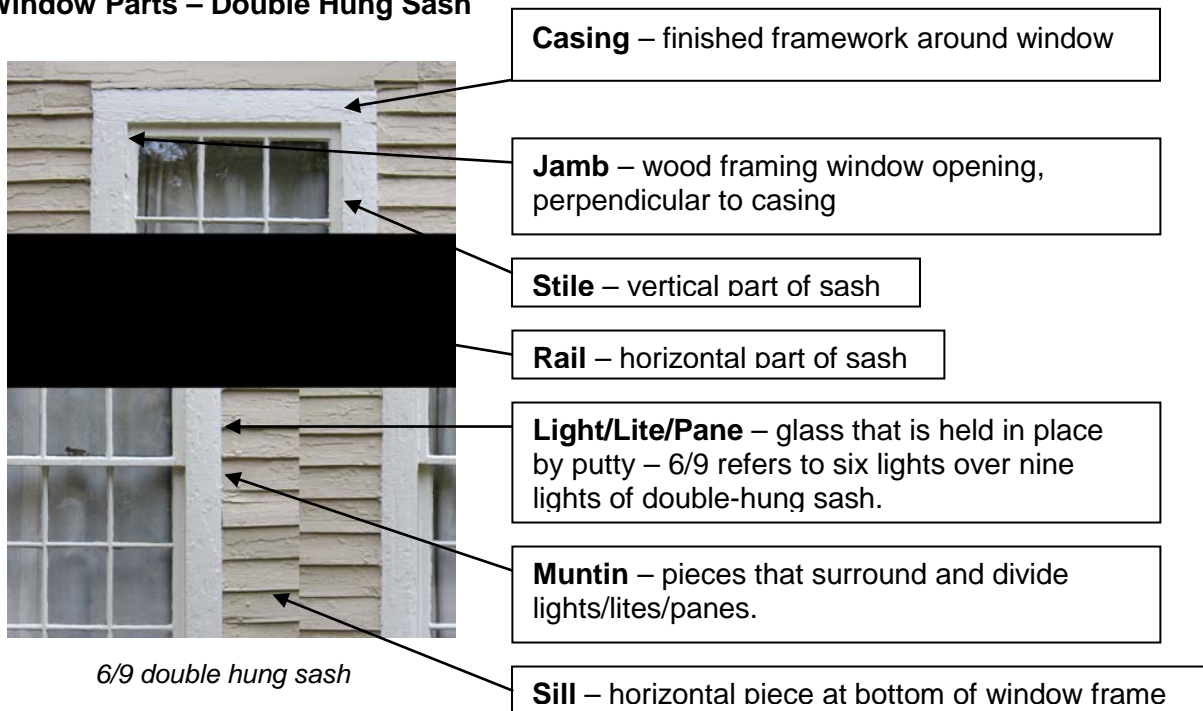 Window Parts – Double Hung Sash
Casing – finished framework around window
Jamb – wood framing window opening,
perpendicular to casing
Stile – vertical part of sash
Rail – horizontal part of sash
Light/Lite/Pane – glass that is held in place
by putty – 6/9 refers to six lights over nine
lights of double-hung sash.
Muntin – pieces that surround and divide
lights/lites/panes.
Sill – horizontal piece at bottom of window frame
6/9 double hung sash